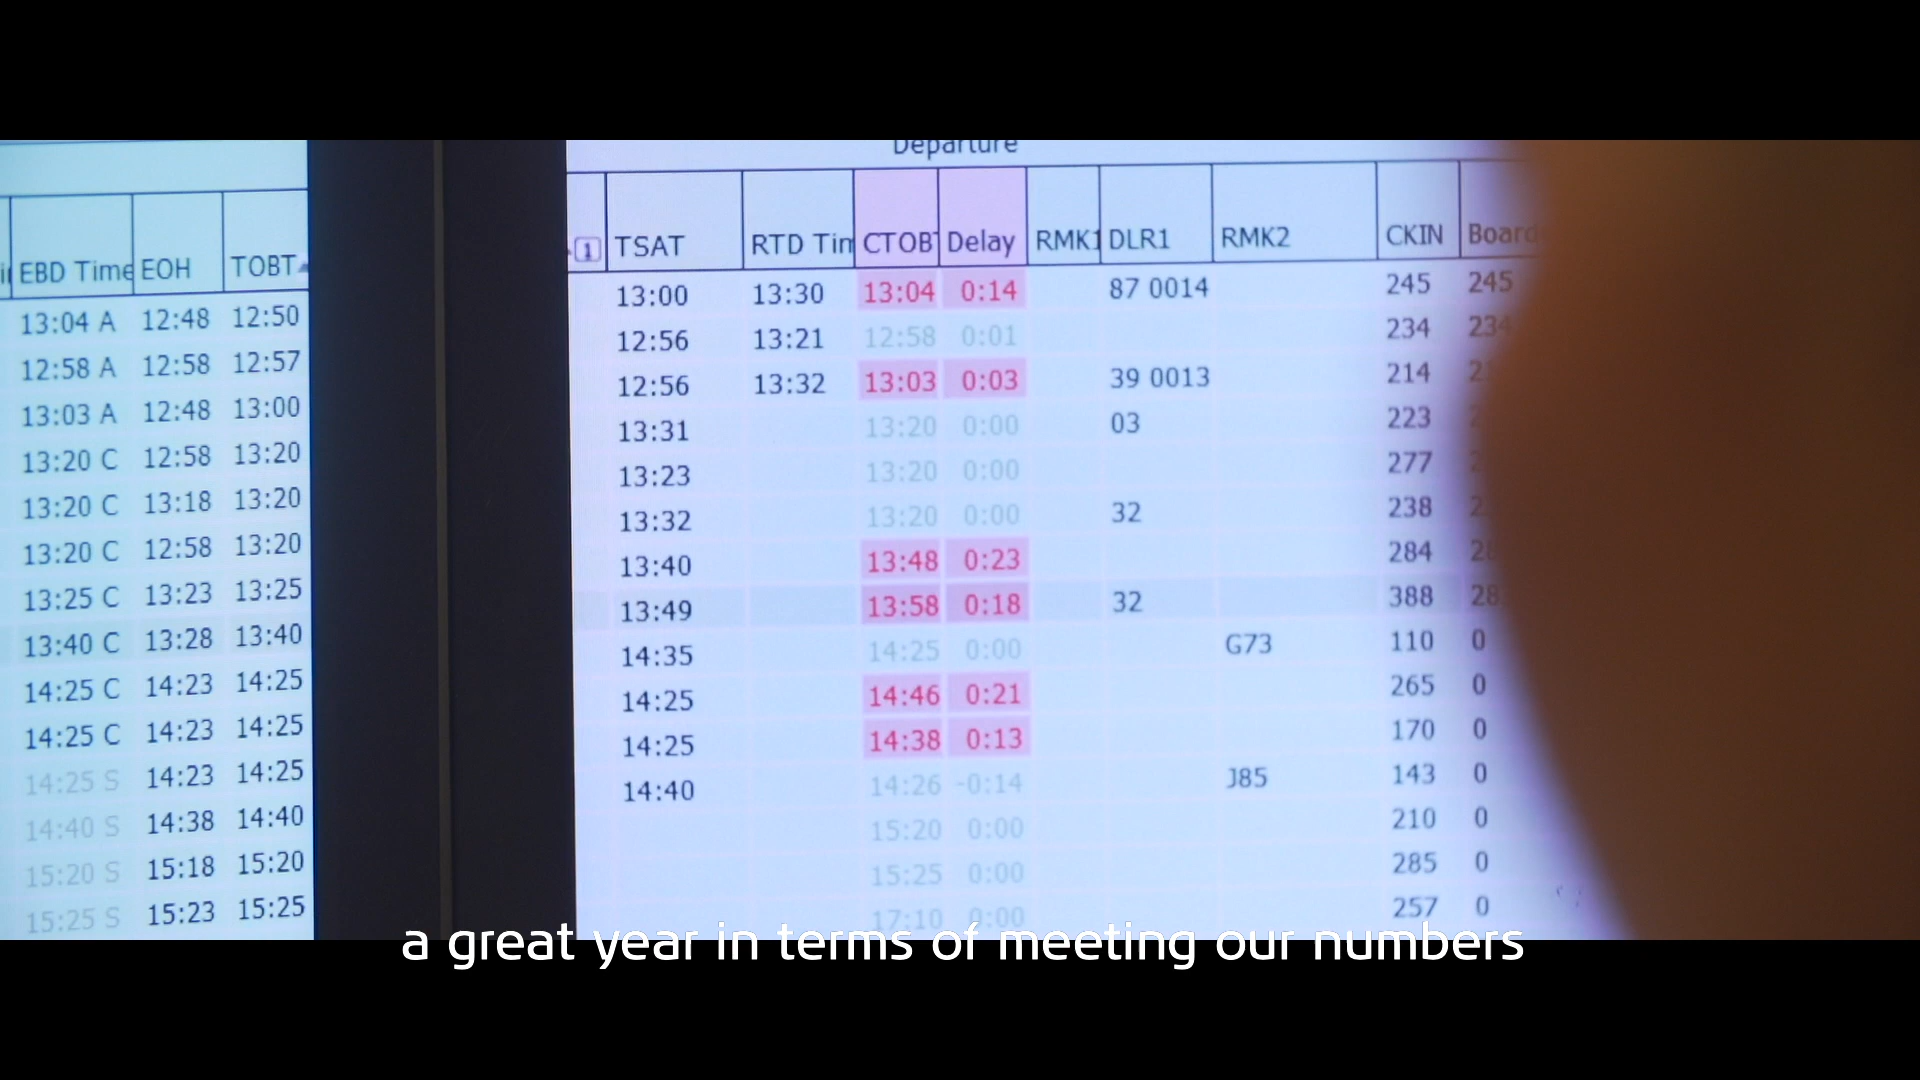 Departure
EBD Time EOH TOBT
1 TSAT RTD Tim CTOBT Delay RMK1 DLR1 RMK2 CKIN Board
13:04 A 12:48 12:50
12:58 A 12:58 12:57
13:03 A 12:48 13:00
13:20 C 12:58 13:20
13:20 C 13:18 13:20
13:20 C 12:58 13:20
13:25 C 13:23 13:25
13:40 C 13:28 13:40
14:25 C 14:23 14:25
14:25 C 14:23 14:25
14:25 S 14:23 14:25
14:40 S 14:38 14:40
15:20 S 15:18 15:20
15:25 S 15:23 15:25
13:00 13:30 13:04 0:14 87 0014 245 245
12:56 13:21 12:58 0:01 234 234
12:56 13:32 13:03 0:03 39 0013 214
13:31 13:20 0:00 03 223
13:23 13:20 0:00 277
13:32 13:20 0:00 32 238
13:40 13:48 0:23 284
13:49 13:58 0:18 32 388
14:35 14:25 0:00 G73 110 0
14:25 14:46 0:21 265 0
14:25 14:38 0:13 170 0
14:40 14:26 -0:14 J85 143 0
15:20 0:00 210 0
15:25 0:00 285 0
17:10 0:00 257 0
a great year in terms of meeting our numbers